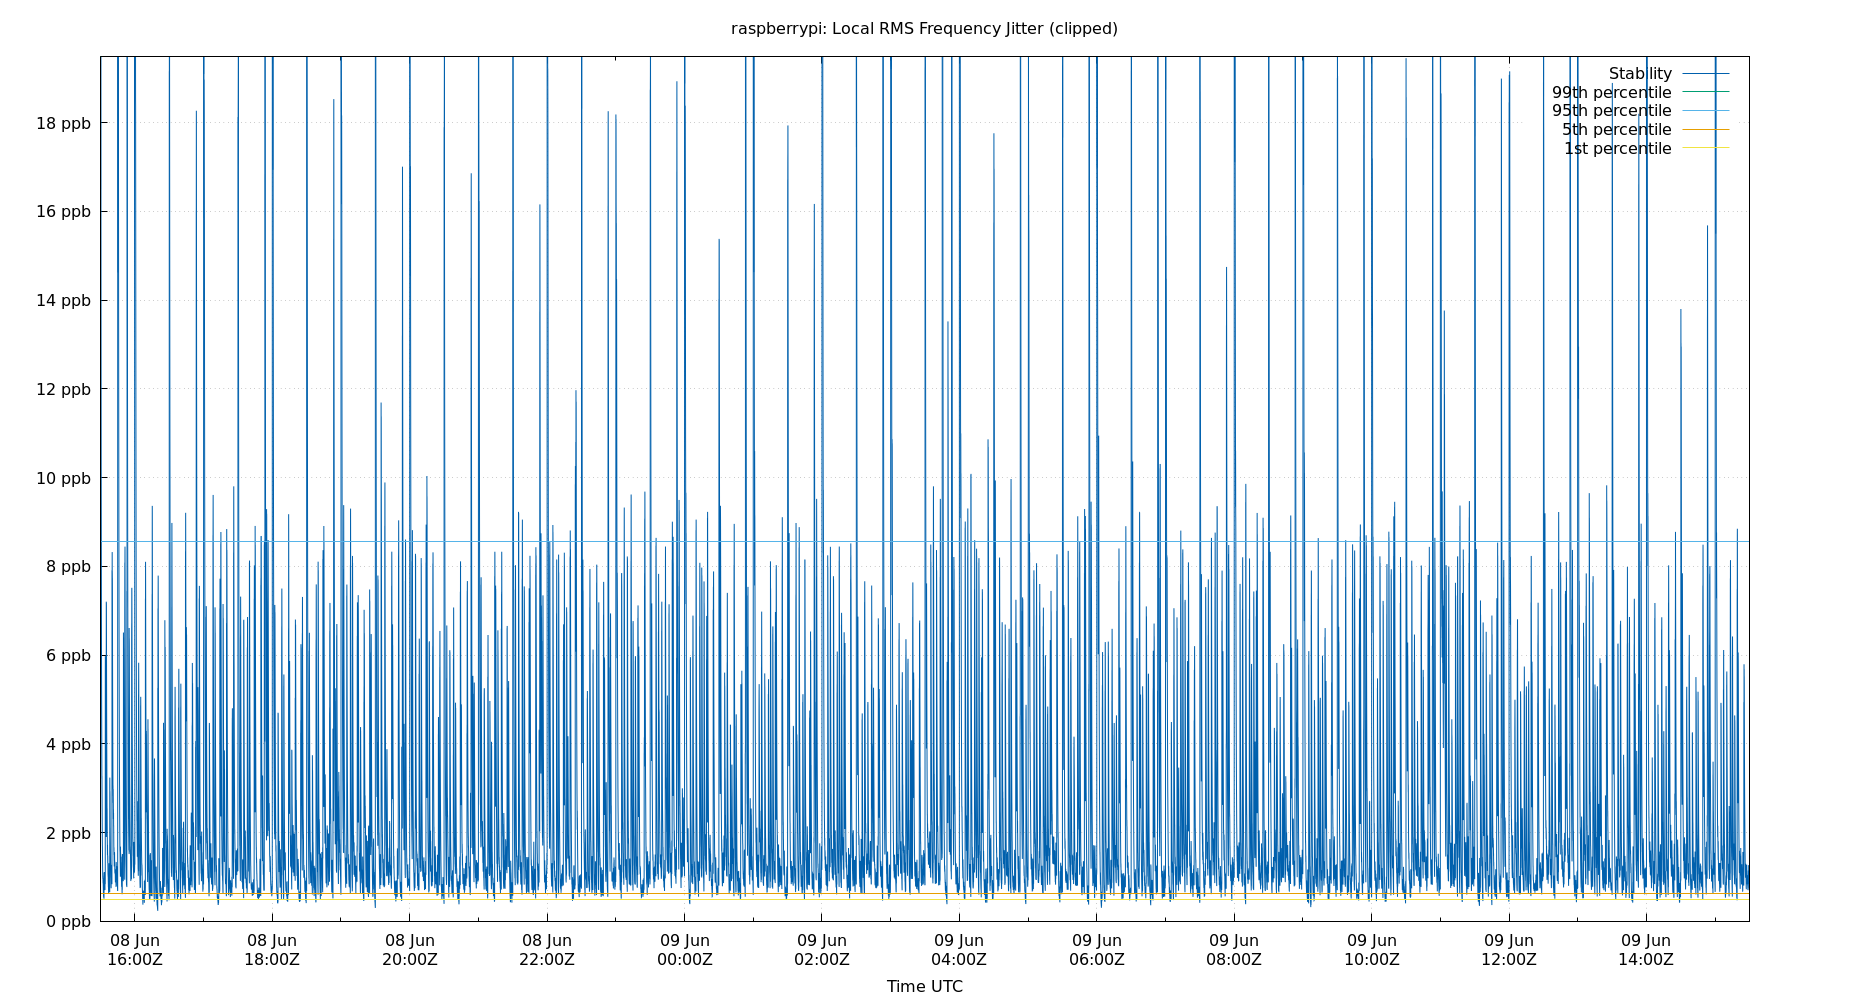 raspberrypi: Local RMS Frequency Jitter (clipped)
Stability
99th percentile
95th percentile
5th percentile
1st percentile
18 ppb
16 ppb
14 ppb
12 ppb
10 ppb
8 ppb
6 ppb
4 ppb
2 ppb
0 ppb
08 Jun 08 Jun 08 Jun 08 Jun 09 Jun 09 Jun 09 Jun 09 Jun 09 Jun 09 Jun 09 Jun 09 Jun
16:00Z 18:00Z 20:00Z 22:00Z 00:00Z 02:00Z 04:00Z 06:00Z 08:00Z 10:00Z 12:00Z 14:00Z
Time UTC